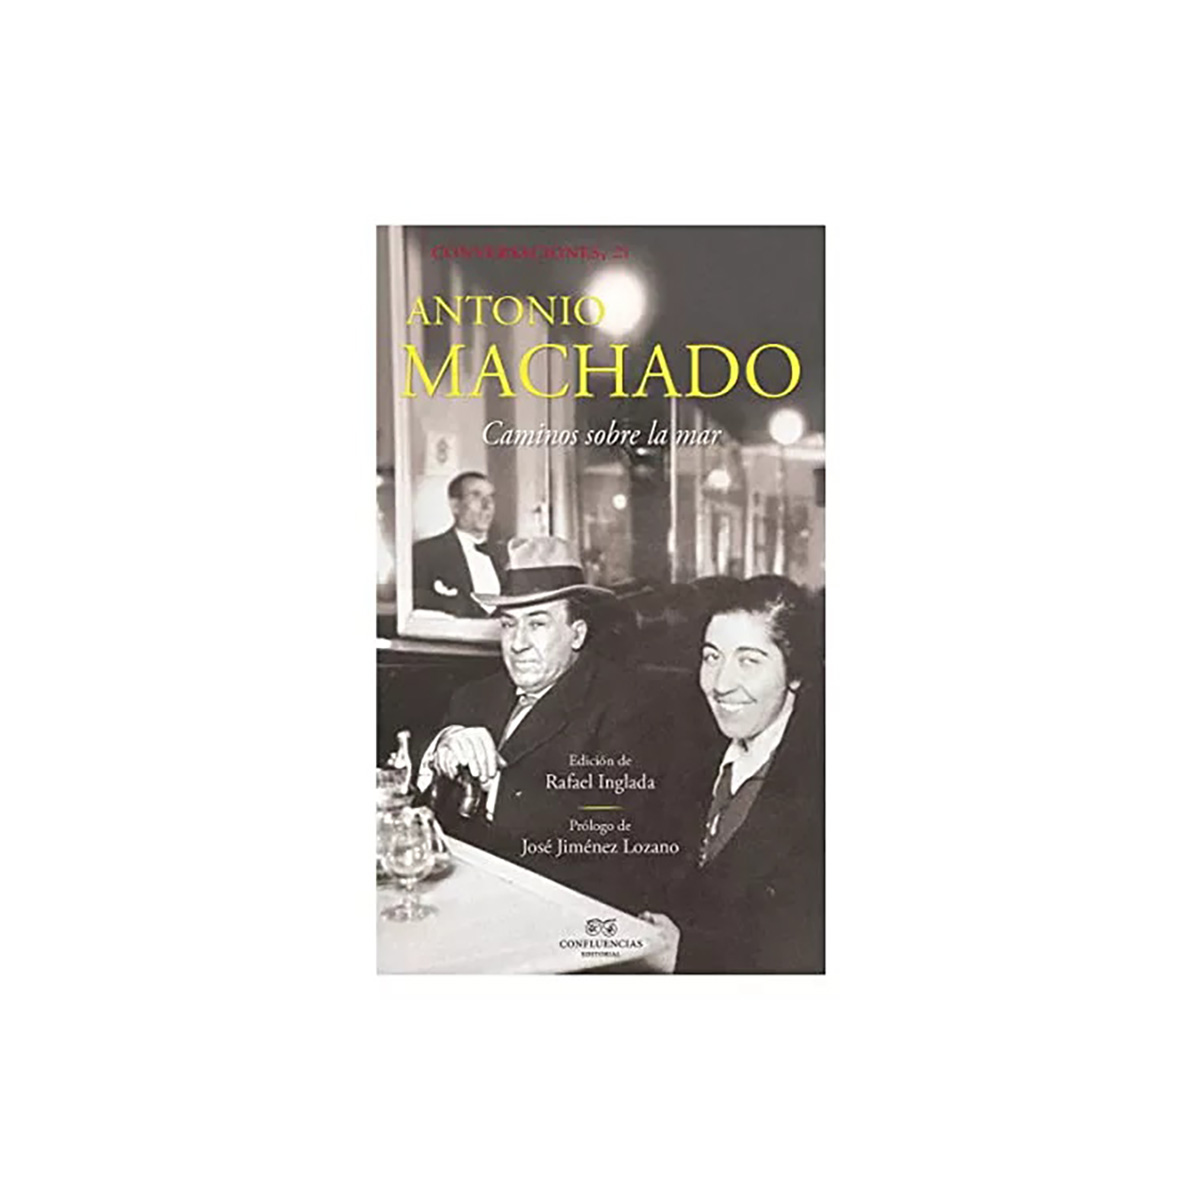 CONVERSACIONES, 21
ANTONIO
MACHADO
Caminos sobre la mar
Edición de
Rafael Inglada
Prólogo de
José Jiménez Lozano
CONFLUENCIAS
EDITORIAL